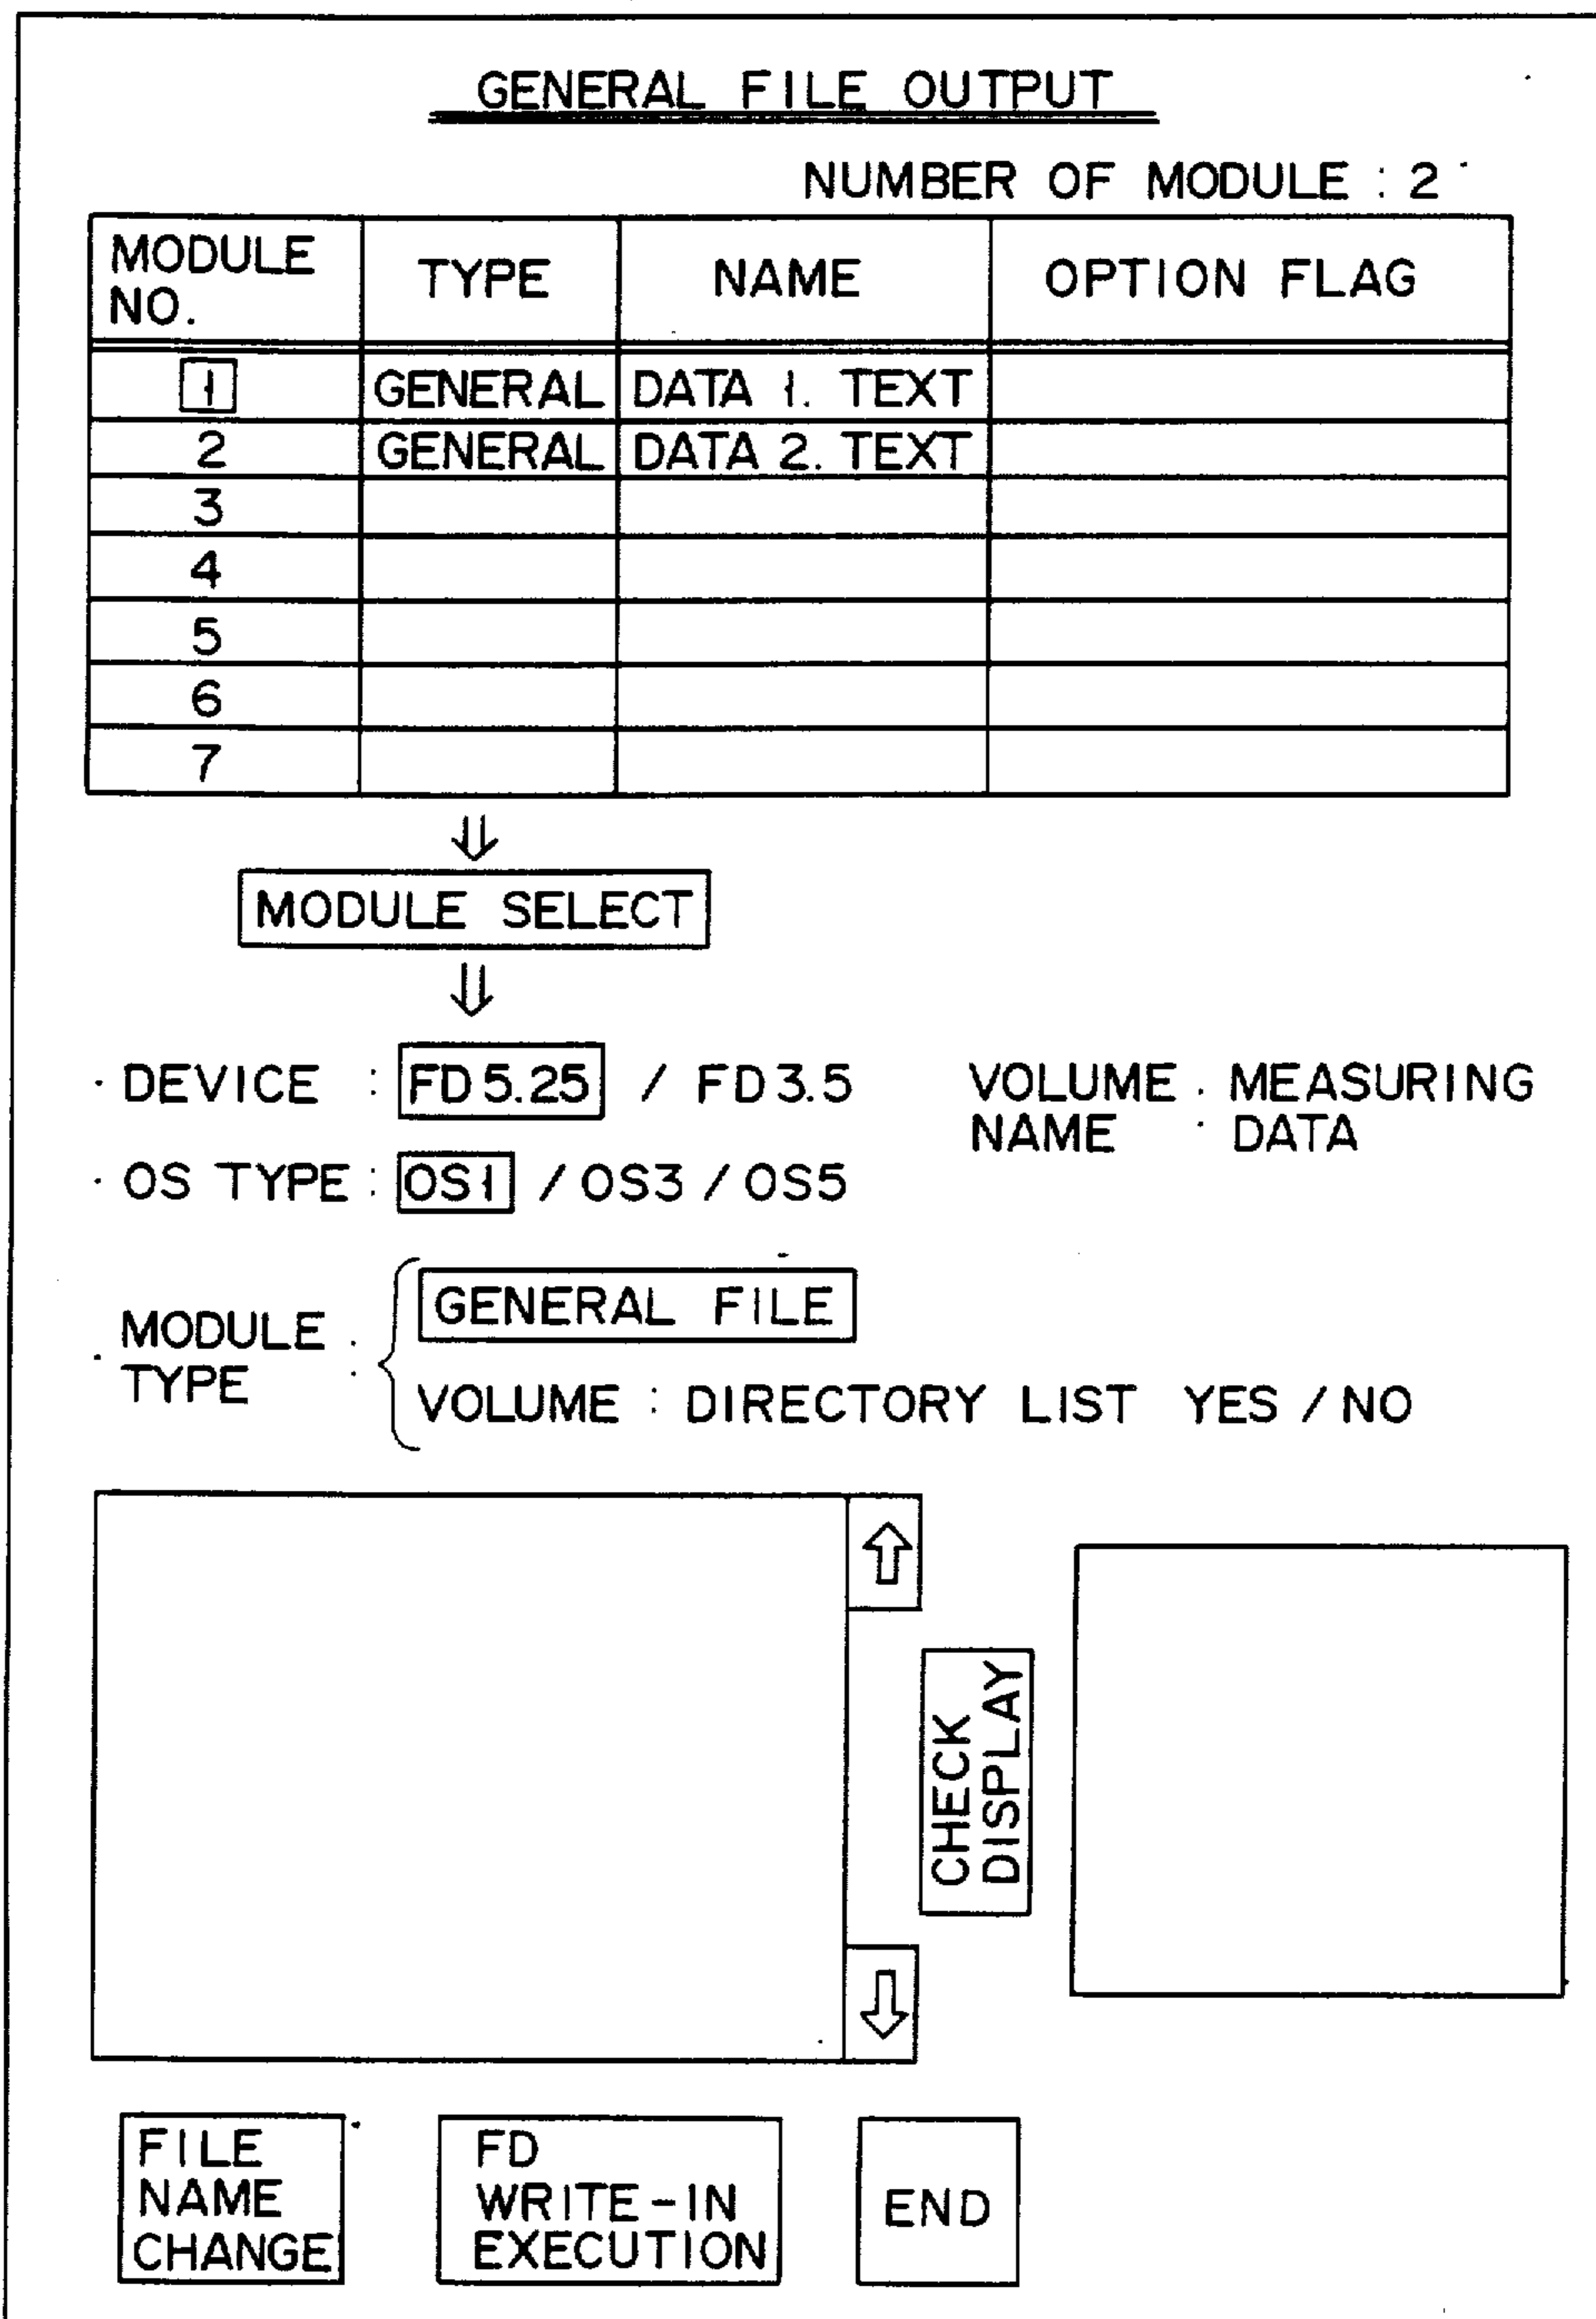 GENERAL FILE OUTPUT
NUMBER OF MODULE : 2
MODULE NO. TYPE NAME OPTION FLAG
1 GENERAL DATA 1. TEXT
2 GENERAL DATA 2. TEXT
3
4
5
6
7
MODULE SELECT
DEVICE : FD5.25 / FD3.5
VOLUME NAME : MEASURING DATA
OS TYPE : OS1 / OS3 / OS5
MODULE TYPE :
GENERAL FILE
VOLUME : DIRECTORY LIST YES / NO
CHECK
DISPLAY
FILE
NAME
CHANGE
FD
WRITE-IN
EXECUTION
END